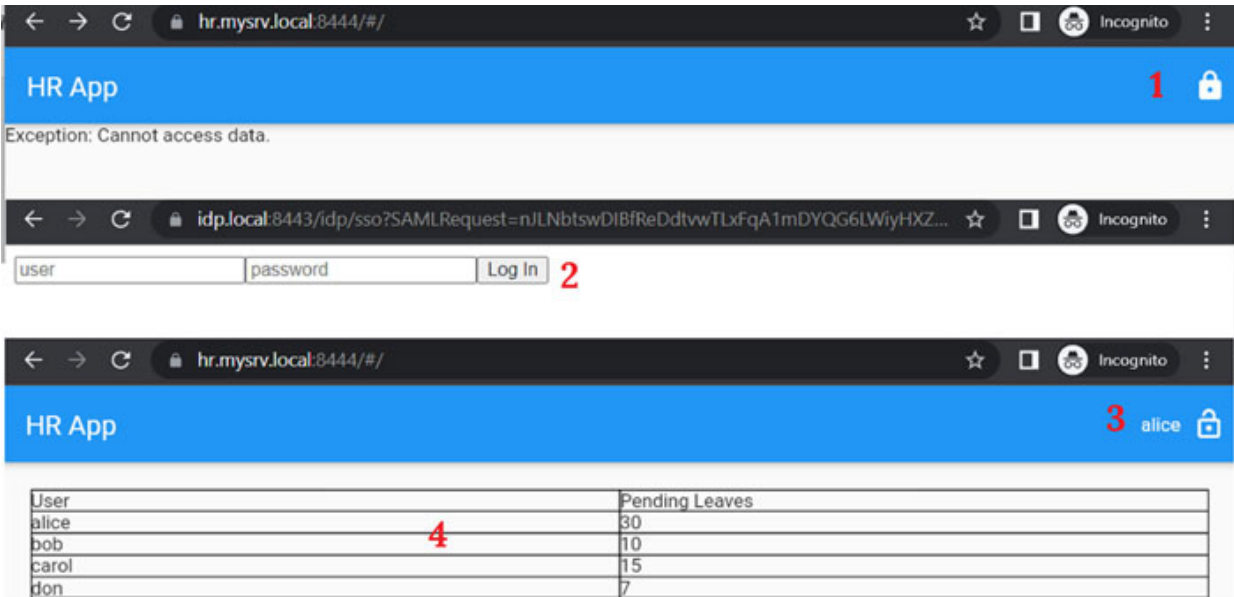 hr.mysrv.local:8444/#/ Incognito
HR App 1
Exception: Cannot access data.
idp.local:8443/idp/sso?SAMLRequest=nJLNbtswDIBfReDdtvwTLxFqA1mDYQG6LWiyHXZ... Incognito
user password Log In 2
hr.mysrv.local:8444/#/ Incognito
HR App 3 alice
User Pending Leaves
alice 30
4
bob 10
carol 15
don 7